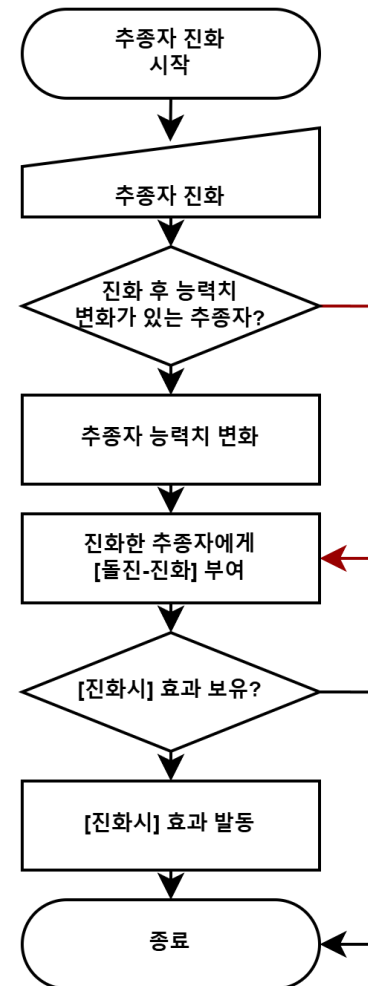 추종자 진화
시작
추종자 진화
진화 후 능력치
변화가 있는 추종자?
추종자 능력치 변화
진화한 추종자에게
[돌진-진화] 부여
[진화시] 효과 보유?
[진화시] 효과 발동
종료